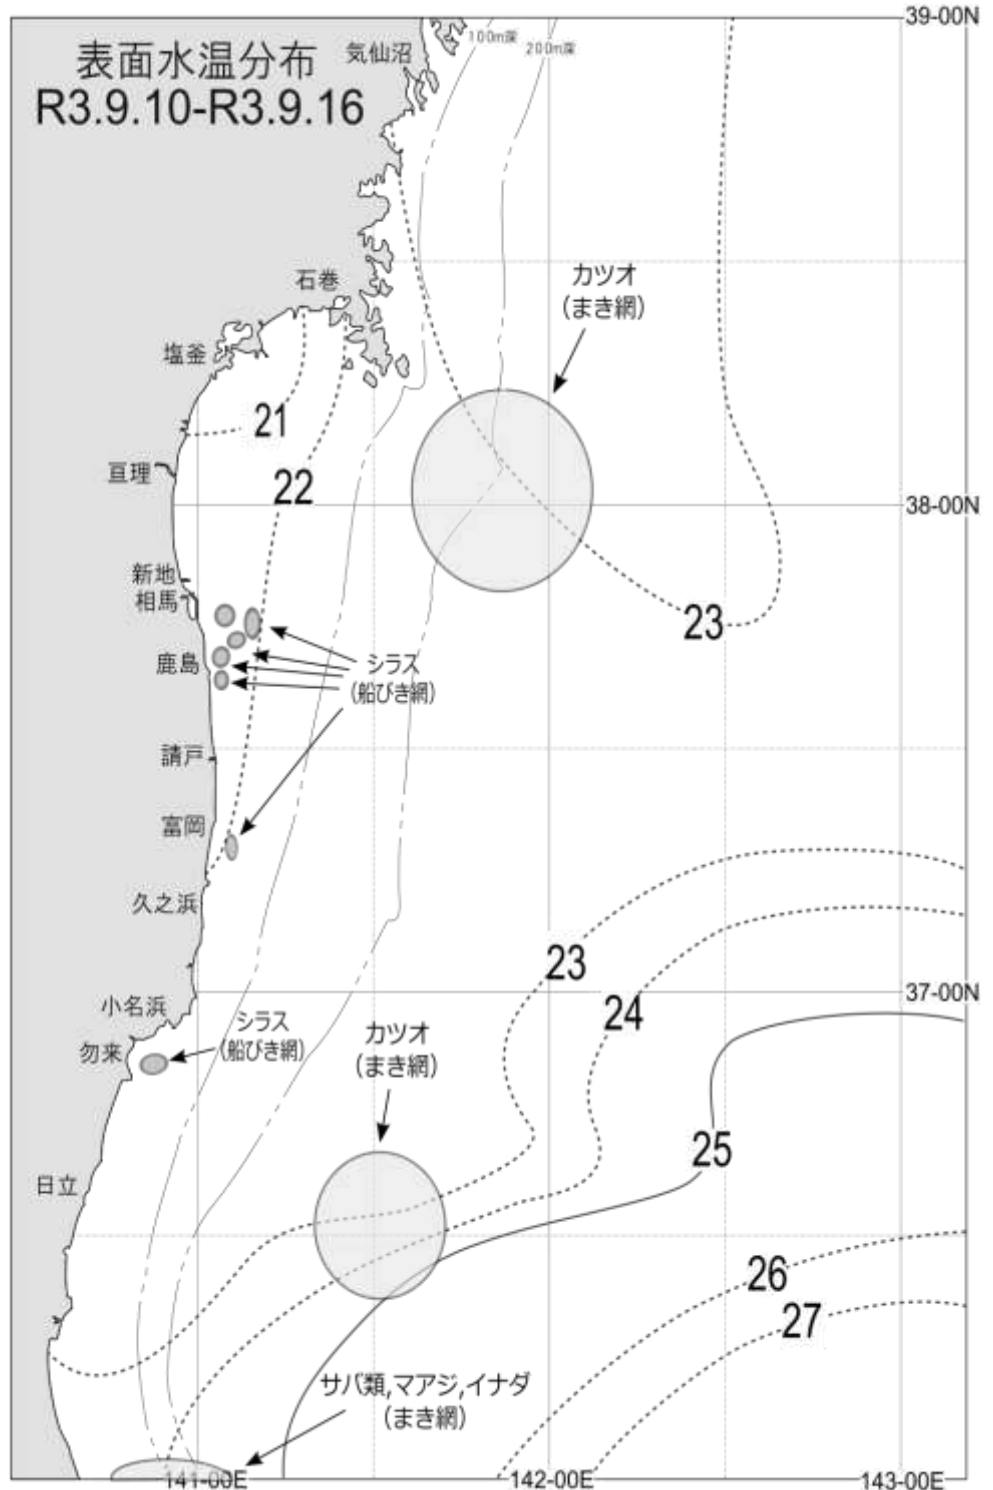 39-00N
100m深
200m深
気仙沼
表面水温分布
R3.9.10-R3.9.16
石巻
カツオ
(まき網)
塩釜
21
亘理
22
38-00N
新地
相馬
23
鹿島
シラス
(船びき網)
請戸
富岡
久之浜
23
37-00N
小名浜
24
シラス
(船びき網)
カツオ
(まき網)
勿来
25
日立
26
27
サバ類,マアジ,イナダ
(まき網)
141-00E
142-00E
143-00E